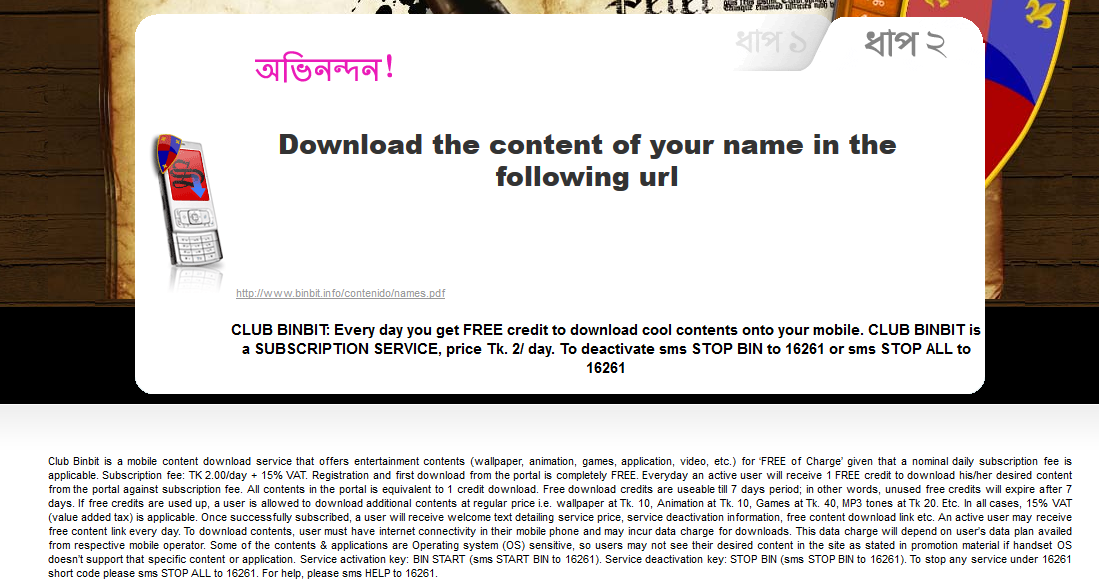 ধাপ ১
ধাপ ২
অভিনন্দন!
Download the content of your name in the
following url
http://www.binbit.info/contenido/names.pdf
CLUB BINBIT: Every day you get FREE credit to download cool contents onto your mobile. CLUB BINBIT is
a SUBSCRIPTION SERVICE, price Tk. 2/ day. To deactivate sms STOP BIN to 16261 or sms STOP ALL to
16261
Club Binbit is a mobile content download service that offers entertainment contents (wallpaper, animation, games, application, video, etc.) for ‘FREE of Charge’ given that a nominal daily subscription fee is
applicable. Subscription fee: TK 2.00/day + 15% VAT. Registration and first download from the portal is completely FREE. Everyday an active user will receive 1 FREE credit to download his/her desired content
from the portal against subscription fee. All contents in the portal is equivalent to 1 credit download. Free download credits are useable till 7 days period; in other words, unused free credits will expire after 7
days. If free credits are used up, a user is allowed to download additional contents at regular price i.e. wallpaper at Tk. 10, Animation at Tk. 10, Games at Tk. 40, MP3 tones at Tk 20. Etc. In all cases, 15% VAT
(value added tax) is applicable. Once successfully subscribed, a user will receive welcome text detailing service price, service deactivation information, free content download link etc. An active user may receive
free content link every day. To download contents, user must have internet connectivity in their mobile phone and may incur data charge for downloads. This data charge will depend on user's data plan availed
from respective mobile operator. Some of the contents & applications are Operating system (OS) sensitive, so users may not see their desired content in the site as stated in promotion material if handset OS
doesn't support that specific content or application. Service activation key: BIN START (sms START BIN to 16261). Service deactivation key: STOP BIN (sms STOP BIN to 16261). To stop any service under 16261
short code please sms STOP ALL to 16261. For help, please sms HELP to 16261.